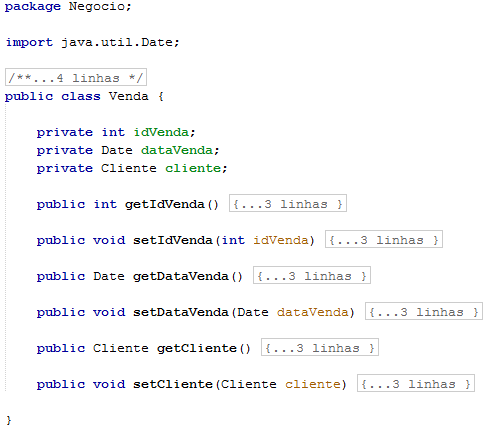 package Negocio;
import java.util.Date;
/**...4 linhas */
public class Venda {
private int idVenda;
private Date dataVenda;
private Cliente cliente;
public int getIdVenda() {...3 linhas }
public void setIdVenda(int idVenda) {...3 linhas }
public Date getDataVenda() {...3 linhas }
public void setDataVenda(Date dataVenda) {...3 linhas }
public Cliente getCliente() {...3 linhas }
public void setCliente(Cliente cliente) {...3 linhas }
}